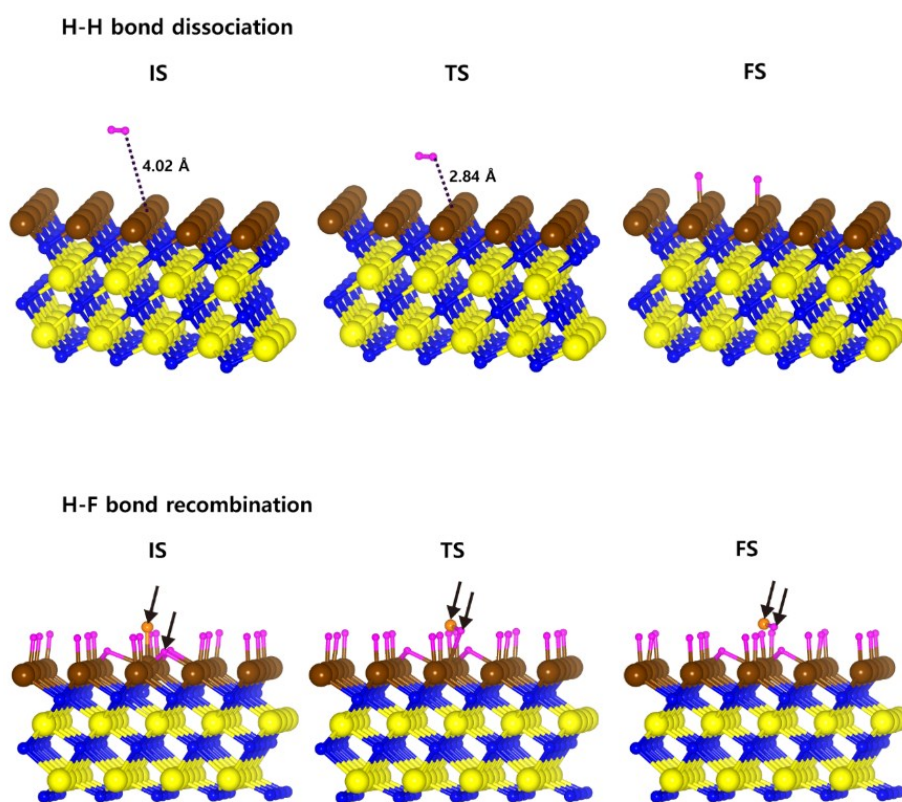 H-H bond dissociation
IS TS FS
4.02 Å
2.84 Å
H-F bond recombination
IS TS FS